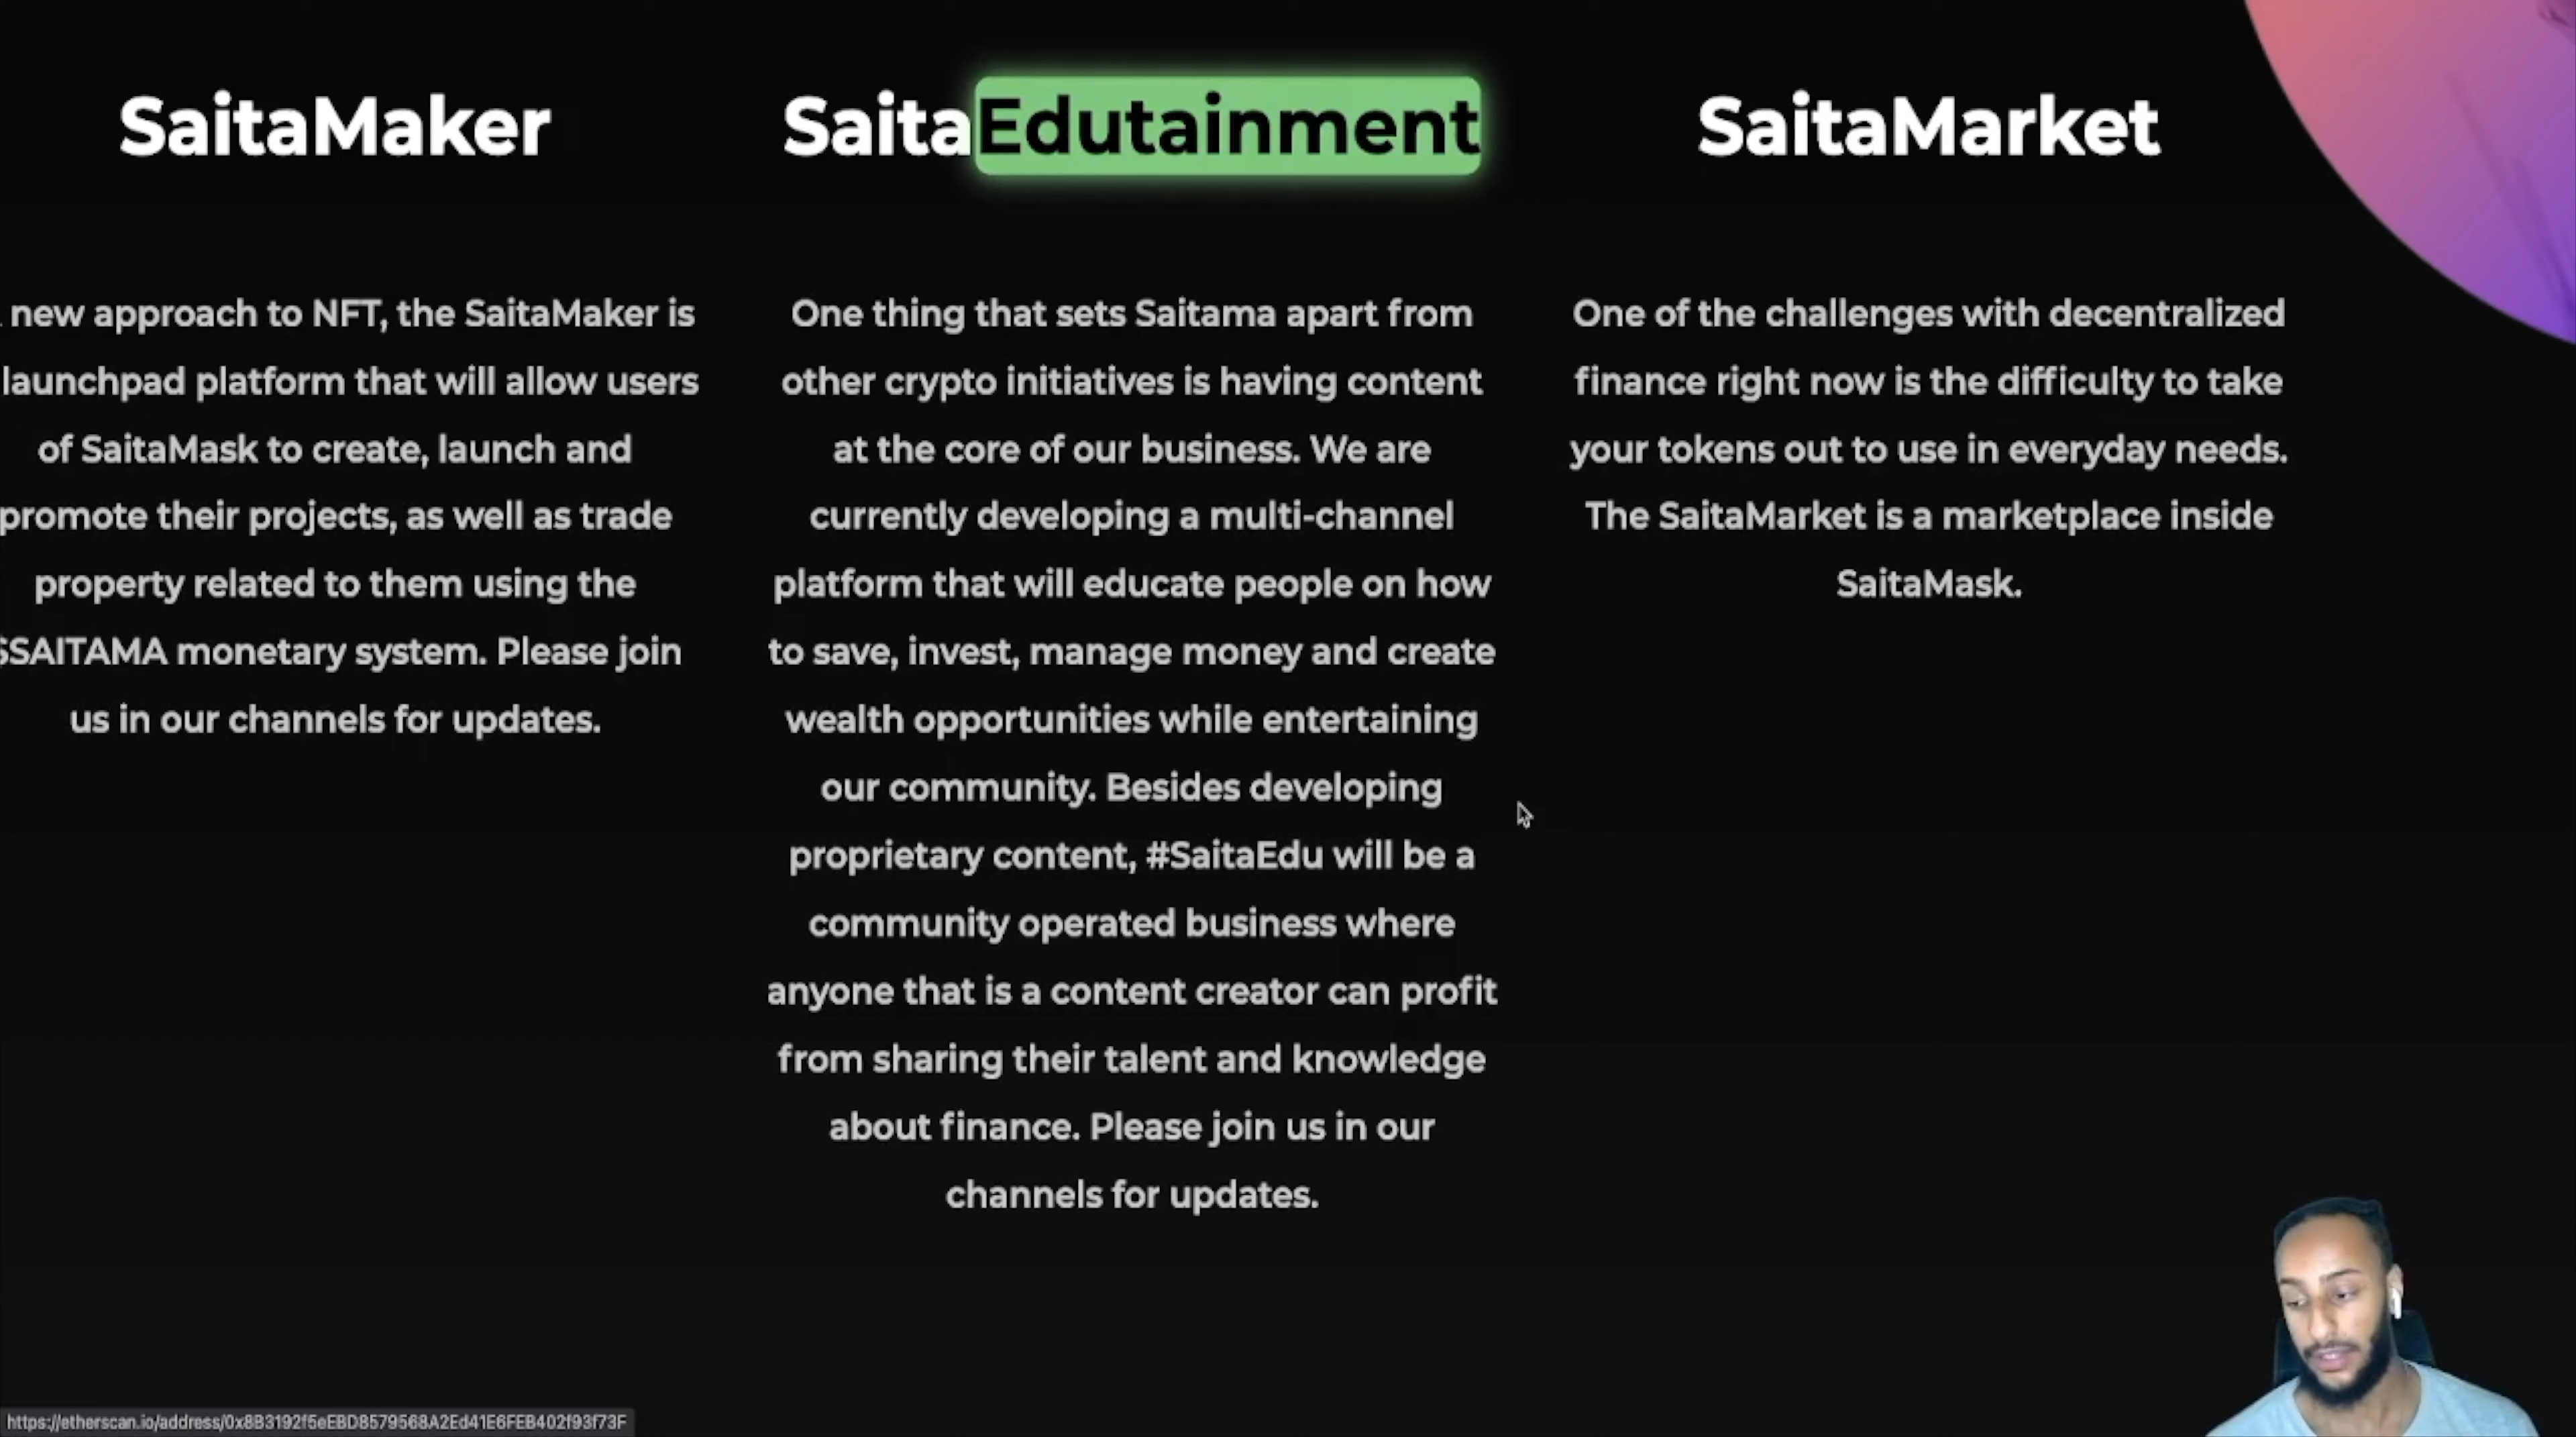 SaitaMaker
new approach to NFT, the SaitaMaker is
launchpad platform that will allow users
of SaitaMask to create, launch and
promote their projects, as well as trade
property related to them using the
$SAITAMA monetary system. Please join
us in our channels for updates.
SaitaEdutainment
One thing that sets Saitama apart from
other crypto initiatives is having content
at the core of our business. We are
currently developing a multi-channel
platform that will educate people on how
to save, invest, manage money and create
wealth opportunities while entertaining
our community. Besides developing
proprietary content, #SaitaEdu will be a
community operated business where
anyone that is a content creator can profit
from sharing their talent and knowledge
about finance. Please join us in our
channels for updates.
SaitaMarket
One of the challenges with decentralized
finance right now is the difficulty to take
your tokens out to use in everyday needs.
The SaitaMarket is a marketplace inside
SaitaMask.
https://etherscan.io/address/0x8B3192f5eEBD8579568A2Ed41E6FEB402f93f73F